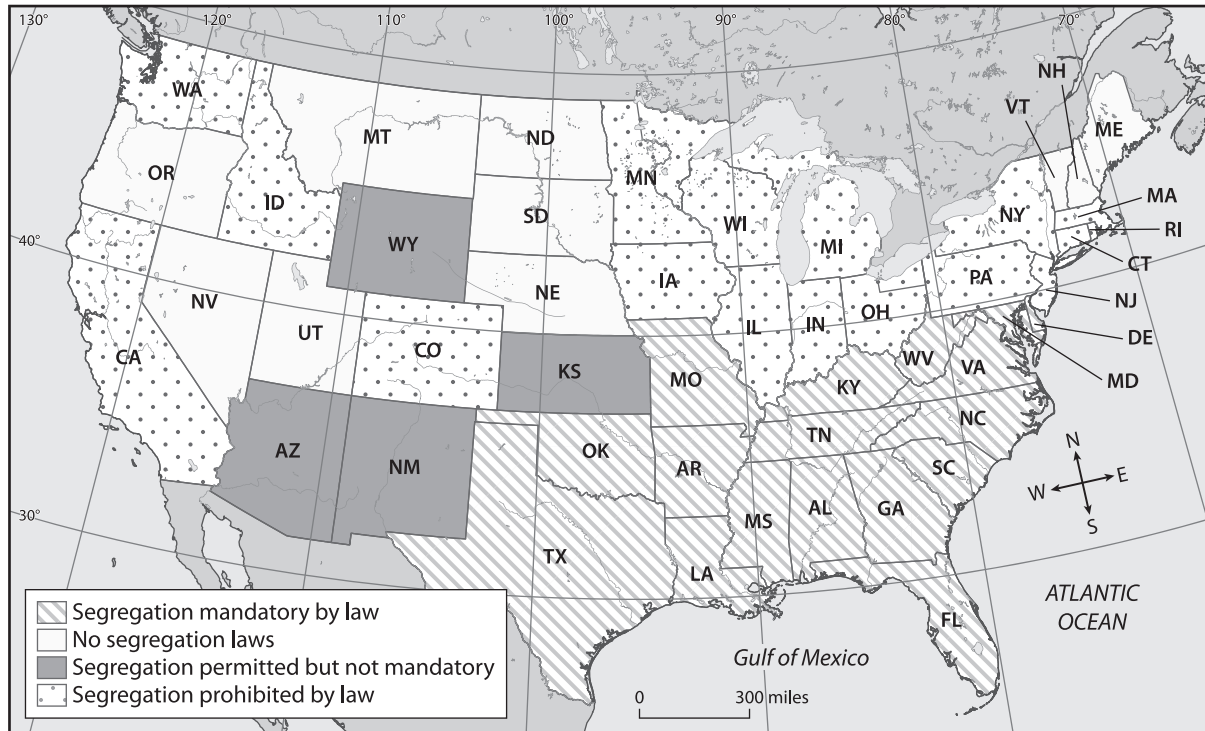 130°
120°
110°
100°
90°
80°
70°
40°
30°
WA
OR
CA
ID
NV
MT
WY
UT
AZ
CO
NM
ND
SD
NE
KS
OK
TX
MN
IA
MO
AR
LA
WI
IL
MI
IN
OH
KY
TN
MS
AL
GA
FL
SC
NC
VA
WV
PA
NY
VT
NH
ME
MA
RI
CT
NJ
DE
MD
N
W
E
S
Segregation mandatory by law
No segregation laws
Segregation permitted but not mandatory
Segregation prohibited by law
Gulf of Mexico
ATLANTIC
OCEAN
0 300 miles